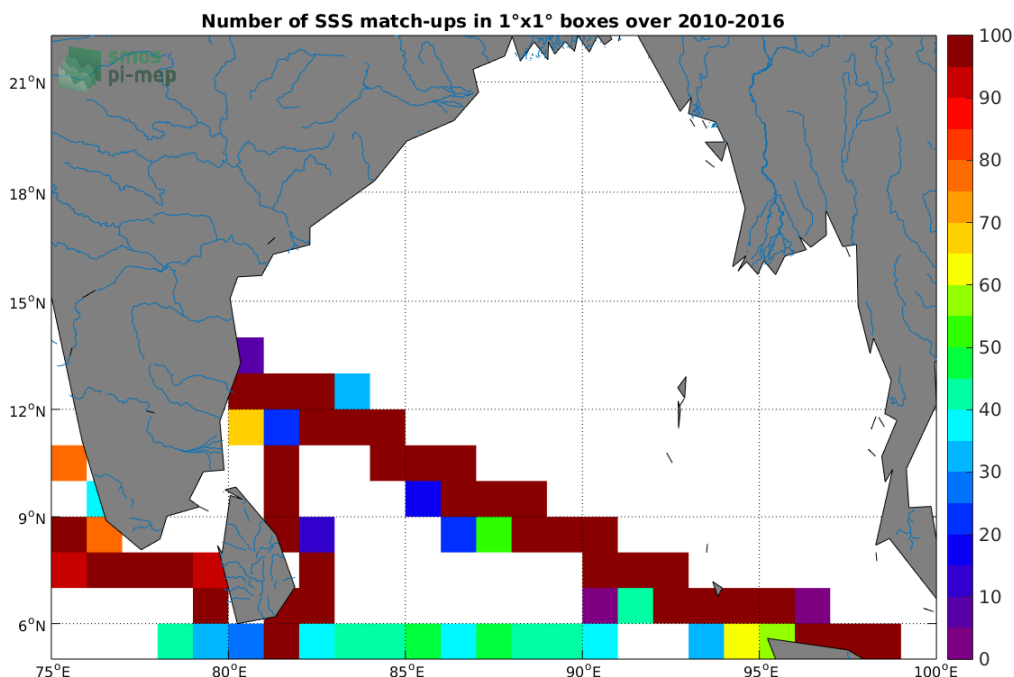 Number of SSS match-ups in 1°x1° boxes over 2010-2016
smos
pi-mep
21°N
18°N
15°N
12°N
9°N
6°N
75°E 80°E 85°E 90°E 95°E 100°E
100
90
80
70
60
50
40
30
20
10
0